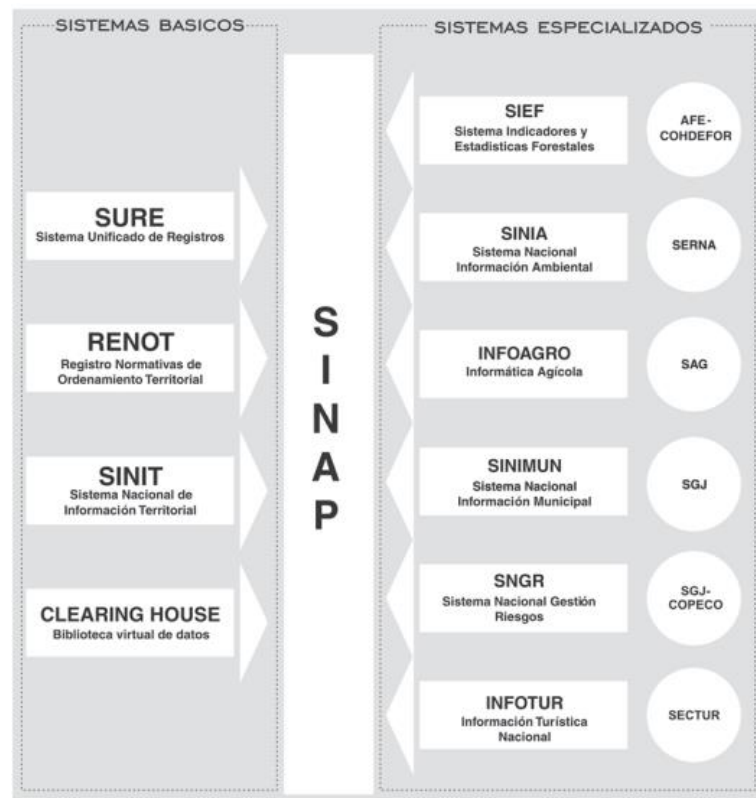 SISTEMAS BASICOS
SURE
Sistema Unificado de Registros
RENOT
Registro Normativas de
Ordenamiento Territorial
SINIT
Sistema Nacional de
Información Territorial
CLEARING HOUSE
Biblioteca virtual de datos
S
I
N
A
P
SISTEMAS ESPECIALIZADOS
SIEF
Sistema Indicadores y
Estadisticas Forestales
AFE-
COHDEFOR
SINIA
Sistema Nacional
Información Ambiental
SERNA
INFOAGRO
Informática Agícola
SAG
SINIMUN
Sistema Nacional
Información Municipal
SGJ
SNGR
Sistema Nacional Gestión
Riesgos
SGJ-
COPECO
INFOTUR
Información Turística
Nacional
SECTUR